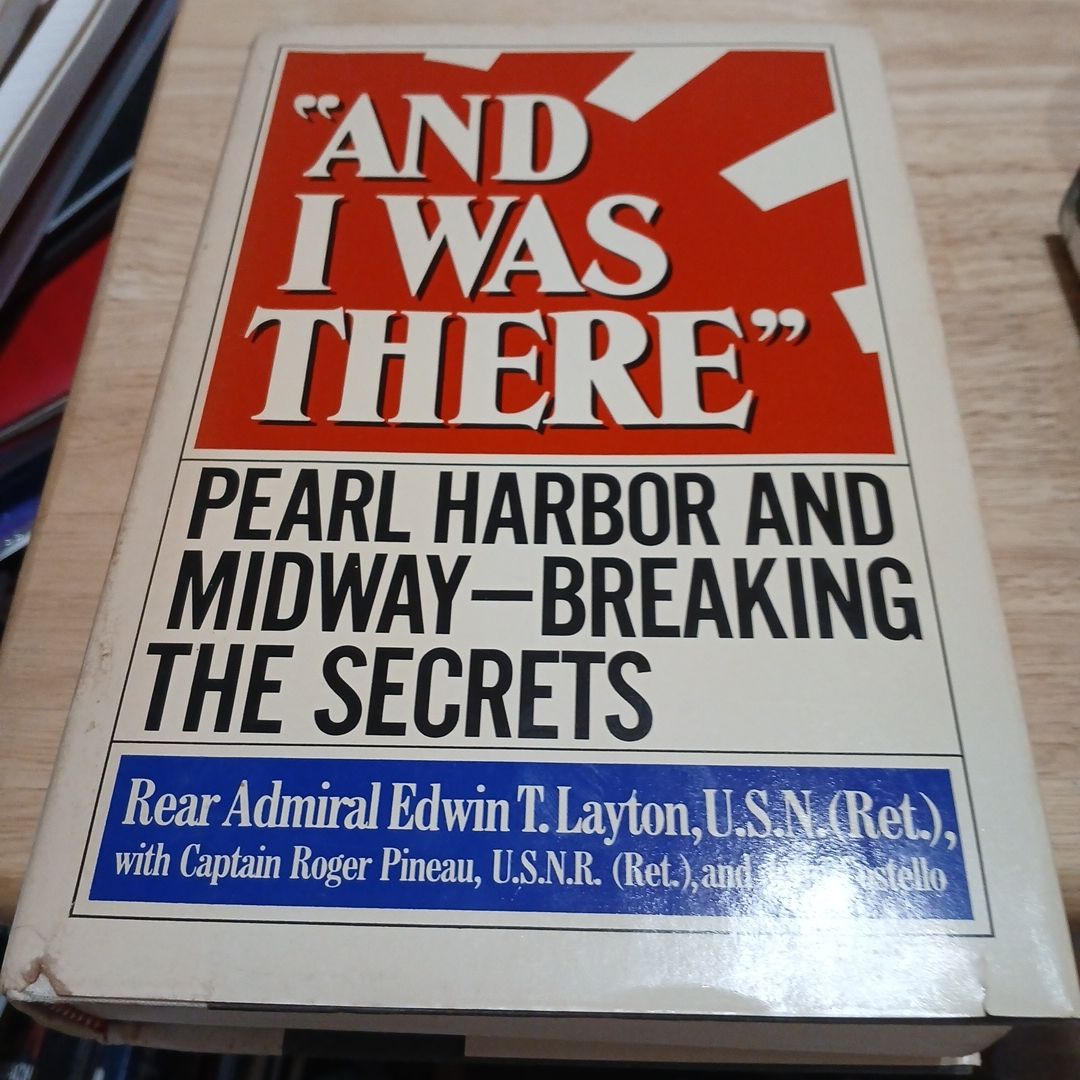 “AND
I WAS
THERE”
PEARL HARBOR AND
MIDWAY—BREAKING
THE SECRETS
Rear Admiral Edwin T. Layton, U.S.N. (Ret.),
with Captain Roger Pineau, U.S.N.R. (Ret.), and Costello